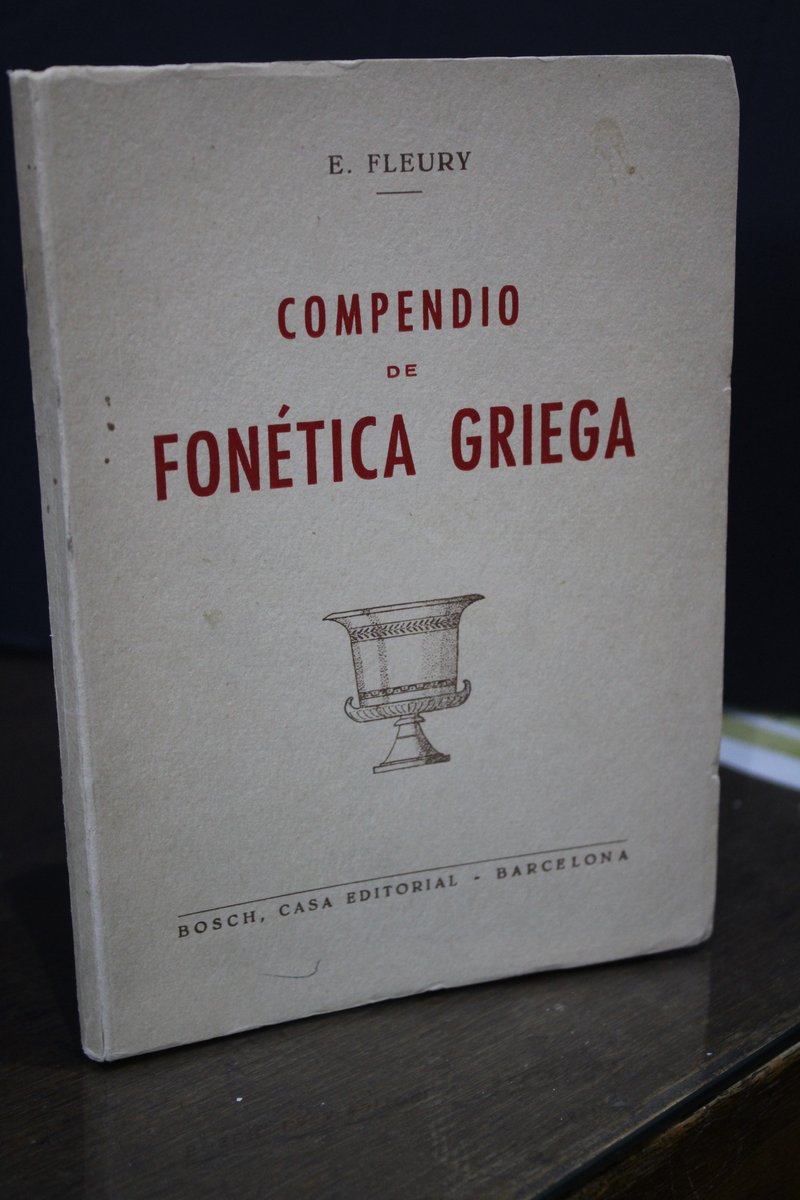 E. FLEURY
COMPENDIO
DE
FONÉTICA GRIEGA
BOSCH, CASA EDITORIAL - BARCELONA